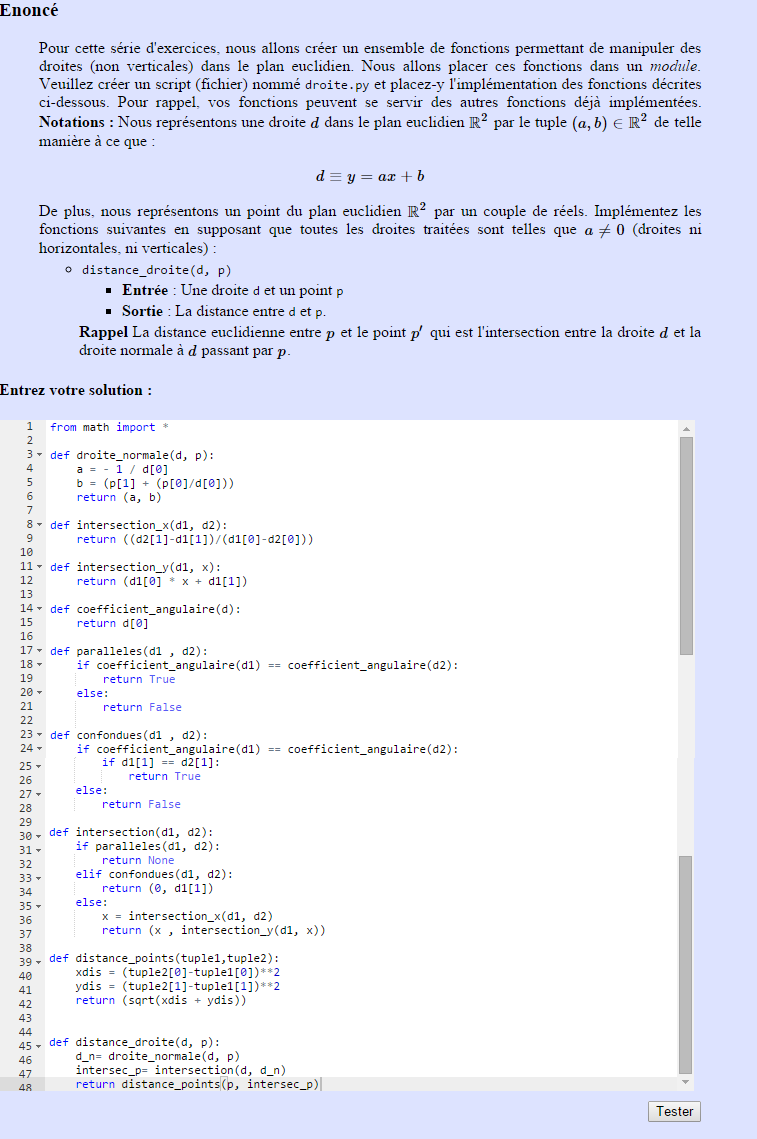 Enoncé
Pour cette série d'exercices, nous allons créer un ensemble de fonctions permettant de manipuler des
droites (non verticales) dans le plan euclidien. Nous allons placer ces fonctions dans un module.
Veuillez créer un script (fichier) nommé droite.py et placez-y l'implémentation des fonctions décrites
ci-dessous. Pour rappel, vos fonctions peuvent se servir des autres fonctions déjà implémentées.
Notations : Nous représentons une droite d dans le plan euclidien ℝ² par le tuple (a, b) ∈ ℝ² de telle
manière à ce que :
d ≡ y = ax + b
De plus, nous représentons un point du plan euclidien ℝ² par un couple de réels. Implémentez les
fonctions suivantes en supposant que toutes les droites traitées sont telles que a ≠ 0 (droites ni
horizontales, ni verticales) :
distance_droite(d, p)
Entrée : Une droite d et un point p
Sortie : La distance entre d et p.
Rappel La distance euclidienne entre p et le point p′ qui est l'intersection entre la droite d et la
droite normale à d passant par p.
Entrez votre solution :
1 from math import *
2
3 def droite_normale(d, p):
4 a = - 1 / d[0]
5 b = (p[1] + (p[0]/d[0]))
6 return (a, b)
7
8 def intersection_x(d1, d2):
9 return ((d2[1]-d1[1])/(d1[0]-d2[0]))
10
11 def intersection_y(d1, x):
12 return (d1[0] * x + d1[1])
13
14 def coefficient_angulaire(d):
15 return d[0]
16
17 def paralleles(d1 , d2):
18 if coefficient_angulaire(d1) == coefficient_angulaire(d2):
19 return True
20 else:
21 return False
22
23 def confondues(d1 , d2):
24 if coefficient_angulaire(d1) == coefficient_angulaire(d2):
25 if d1[1] == d2[1]:
26 return True
27 else:
28 return False
29
30 def intersection(d1, d2):
31 if paralleles(d1, d2):
32 return None
33 elif confondues(d1, d2):
34 return (0, d1[1])
35 else:
36 x = intersection_x(d1, d2)
37 return (x , intersection_y(d1, x))
38
39 def distance_points(tuple1,tuple2):
40 xdis = (tuple2[0]-tuple1[0])**2
41 ydis = (tuple2[1]-tuple1[1])**2
42 return (sqrt(xdis + ydis))
43
44
45 def distance_droite(d, p):
46 d_n= droite_normale(d, p)
47 intersec_p= intersection(d, d_n)
48 return distance_points(p, intersec_p)
Tester